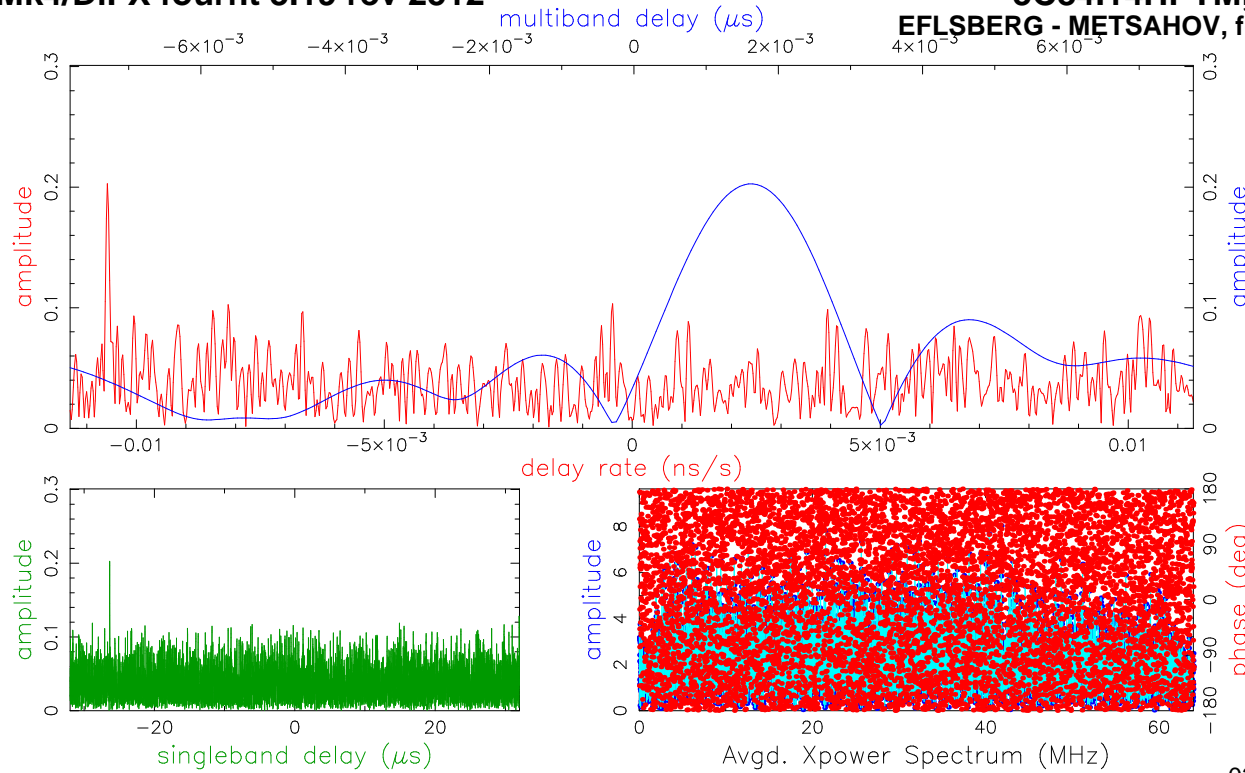 multiband delay (μs)
EFLSBERG - METSAHOV, f
−6×10⁻³ −4×10⁻³ −2×10⁻³ 0 2×10⁻³ 4×10⁻³ 6×10⁻³
0.3 0.3
0.2 0.2
0.1 0.1
0 0
amplitude
amplitude
−0.01 −5×10⁻³ 0 5×10⁻³ 0.01
delay rate (ns/s)
0.3
0.2
0.1
0
amplitude
−20 0 20
singleband delay (μs)
8
6
4
2
0
amplitude
180
90
0
−90
−180
phase (deg)
0 20 40 60
Avgd. Xpower Spectrum (MHz)